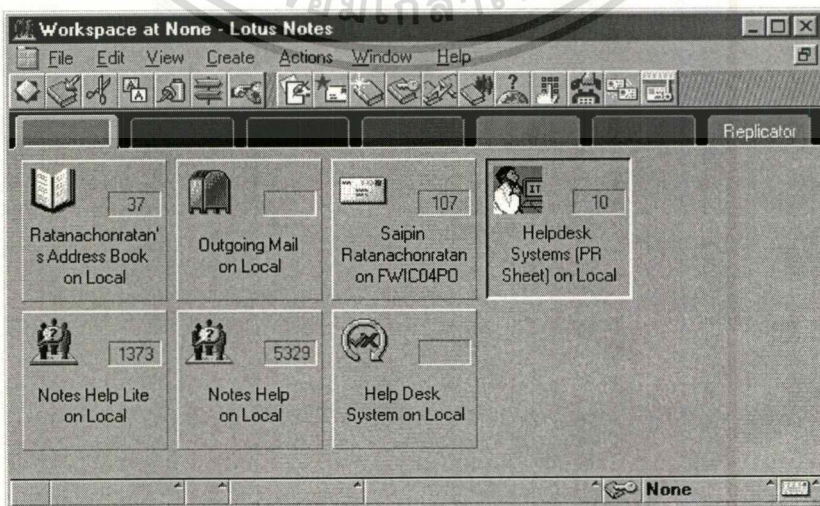 Workspace at None - Lotus Notes
File Edit View Create Actions Window Help
Replicator
37
Ratanachonratan'
s Address Book
on Local
Outgoing Mail
on Local
107
Saipin
Ratanachonratan
on FWIC04PO
IT
10
Helpdesk
Systems (PR
Sheet) on Local
1373
Notes Help Lite
on Local
5329
Notes Help
on Local
Help Desk
System on Local
None